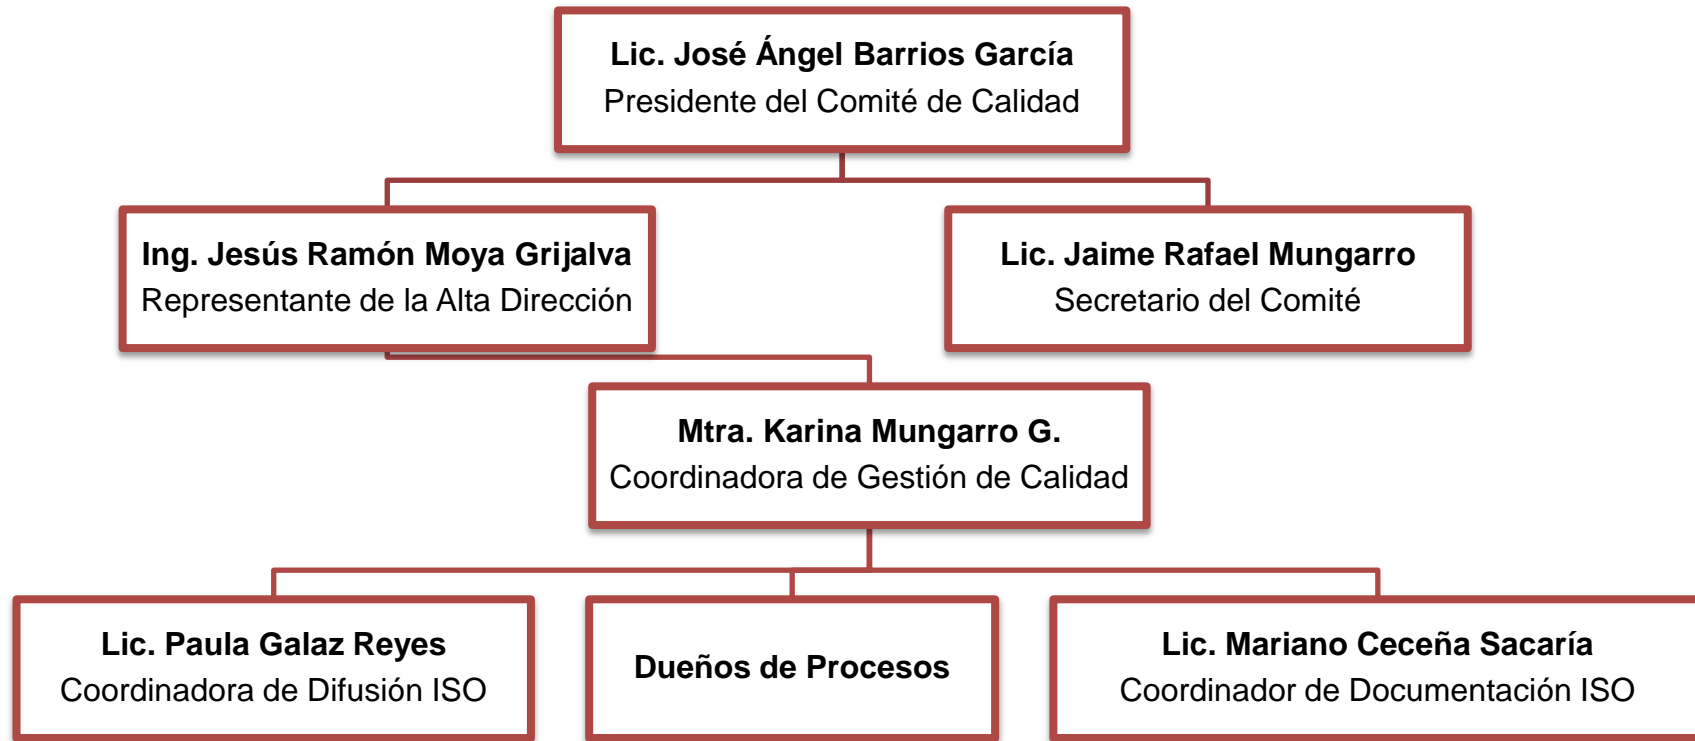 Lic. José Ángel Barrios García
Presidente del Comité de Calidad
Ing. Jesús Ramón Moya Grijalva
Representante de la Alta Dirección
Lic. Jaime Rafael Mungarro
Secretario del Comité
Mtra. Karina Mungarro G.
Coordinadora de Gestión de Calidad
Lic. Paula Galaz Reyes
Coordinadora de Difusión ISO
Dueños de Procesos
Lic. Mariano Ceceña Sacaría
Coordinador de Documentación ISO